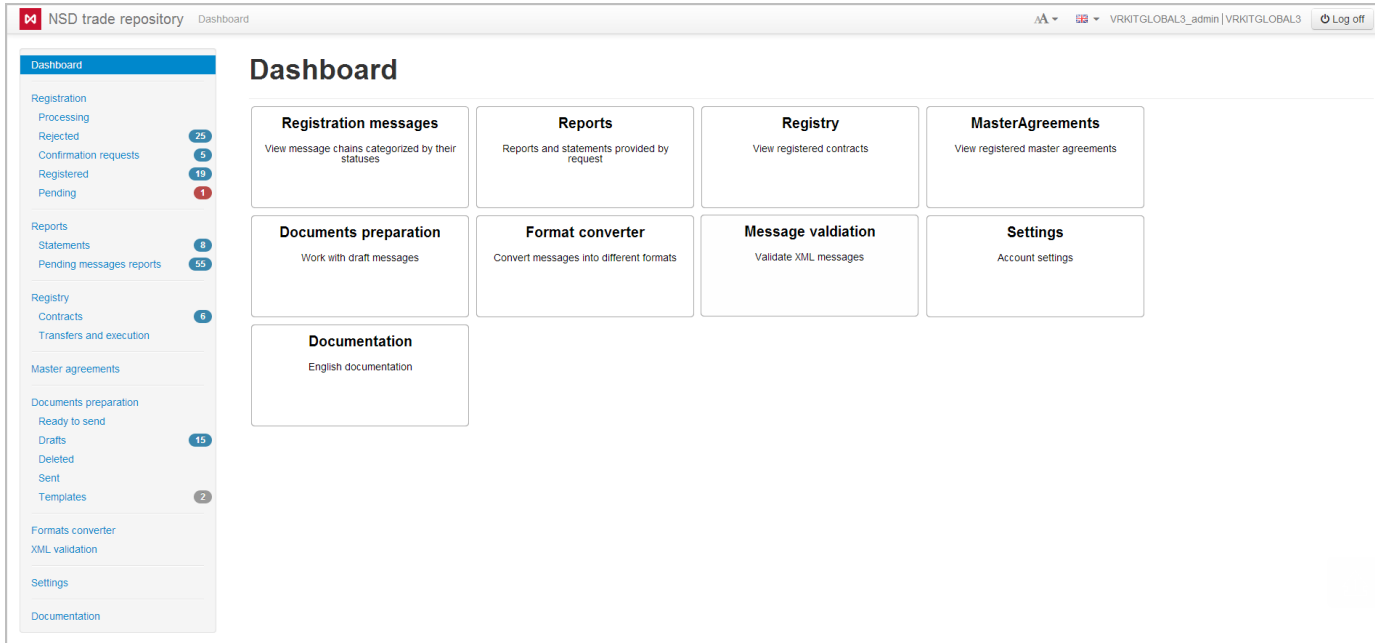 NSD trade repository Dashboard
AA VRKITGLOBAL3_admin | VRKITGLOBAL3 Log off
Dashboard
Registration
Processing
Rejected 25
Confirmation requests 5
Registered 19
Pending 1
Reports
Statements 8
Pending messages reports 55
Registry
Contracts 6
Transfers and execution
Master agreements
Documents preparation
Ready to send
Drafts 15
Deleted
Sent
Templates 2
Formats converter
XML validation
Settings
Documentation
Dashboard
Registration messages
View message chains categorized by their
statuses
Reports
Reports and statements provided by
request
Registry
View registered contracts
MasterAgreements
View registered master agreements
Documents preparation
Work with draft messages
Format converter
Convert messages into different formats
Message valdiation
Validate XML messages
Settings
Account settings
Documentation
English documentation